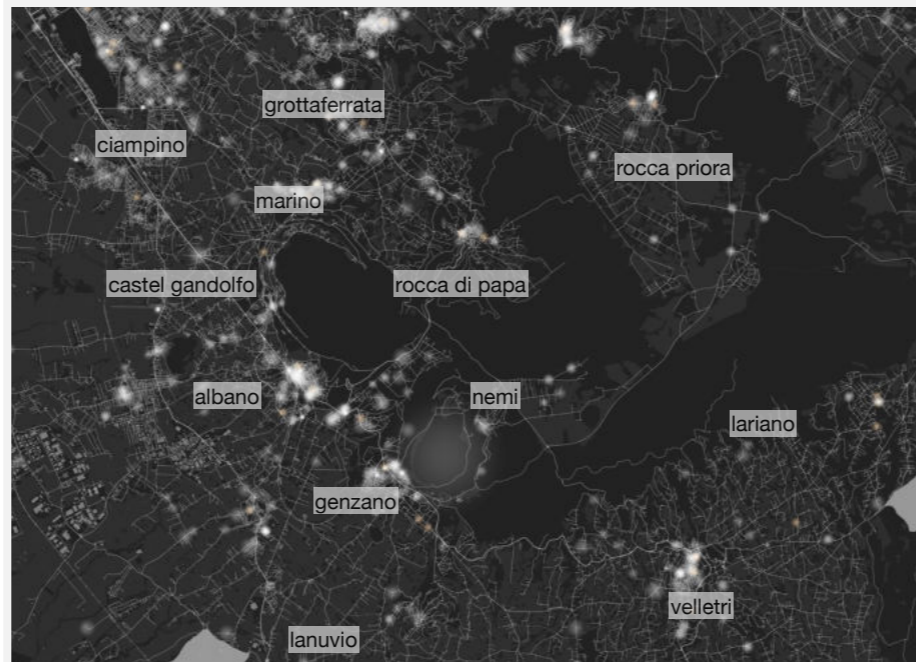 grottaferrata
ciampino
rocca priora
marino
castel gandolfo
rocca di papa
albano
nemi
lariano
genzano
velletri
lanuvio